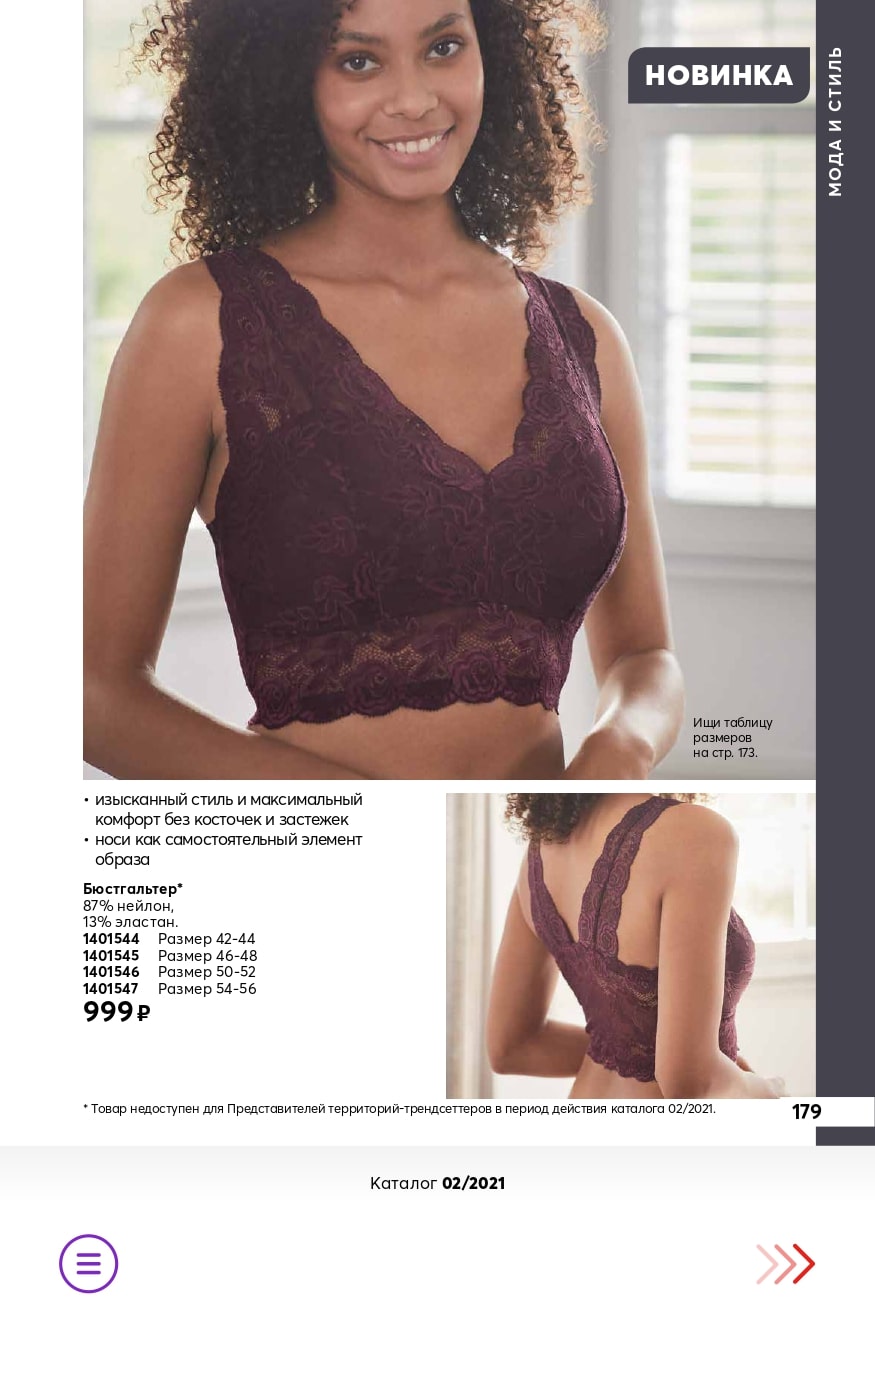 НОВИНКА
МОДА И СТИЛЬ
Ищи таблицу
размеров
на стр. 173.
• изысканный стиль и максимальный
комфорт без косточек и застежек
• носи как самостоятельный элемент
образа
Бюстгальтер*
87% нейлон,
13% эластан.
1401544 Размер 42-44
1401545 Размер 46-48
1401546 Размер 50-52
1401547 Размер 54-56
999 ₽
* Товар недоступен для Представителей территорий-трендсеттеров в период действия каталога 02/2021.
179
Каталог 02/2021